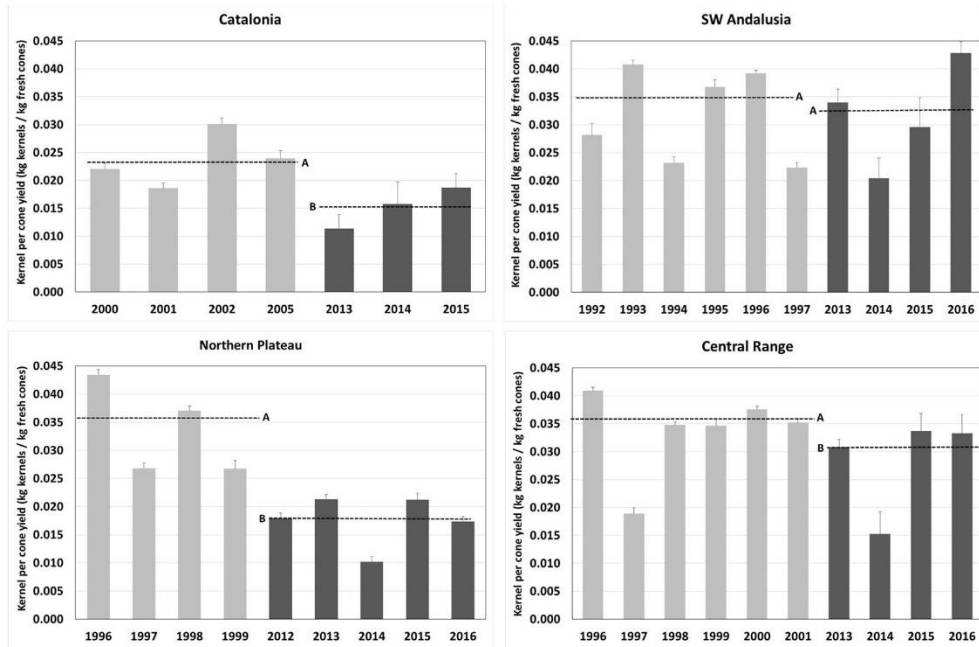 Catalonia
Kernel per cone yield (kg kernels / kg fresh cones)
0.045
0.040
0.035
0.030
0.025
0.020
0.015
0.010
0.005
0.000
A
B
2000 2001 2002 2005 2013 2014 2015
SW Andalusia
Kernel per cone yield (kg kernels / kg fresh cones)
0.045
0.040
0.035
0.030
0.025
0.020
0.015
0.010
0.005
0.000
A
A
1992 1993 1994 1995 1996 1997 2013 2014 2015 2016
Northern Plateau
Kernel per cone yield (kg kernels / kg fresh cones)
0.045
0.040
0.035
0.030
0.025
0.020
0.015
0.010
0.005
0.000
A
B
1996 1997 1998 1999 2012 2013 2014 2015 2016
Central Range
Kernel per cone yield (kg kernels / kg fresh cones)
0.045
0.040
0.035
0.030
0.025
0.020
0.015
0.010
0.005
0.000
A
B
1996 1997 1998 1999 2000 2001 2013 2014 2015 2016